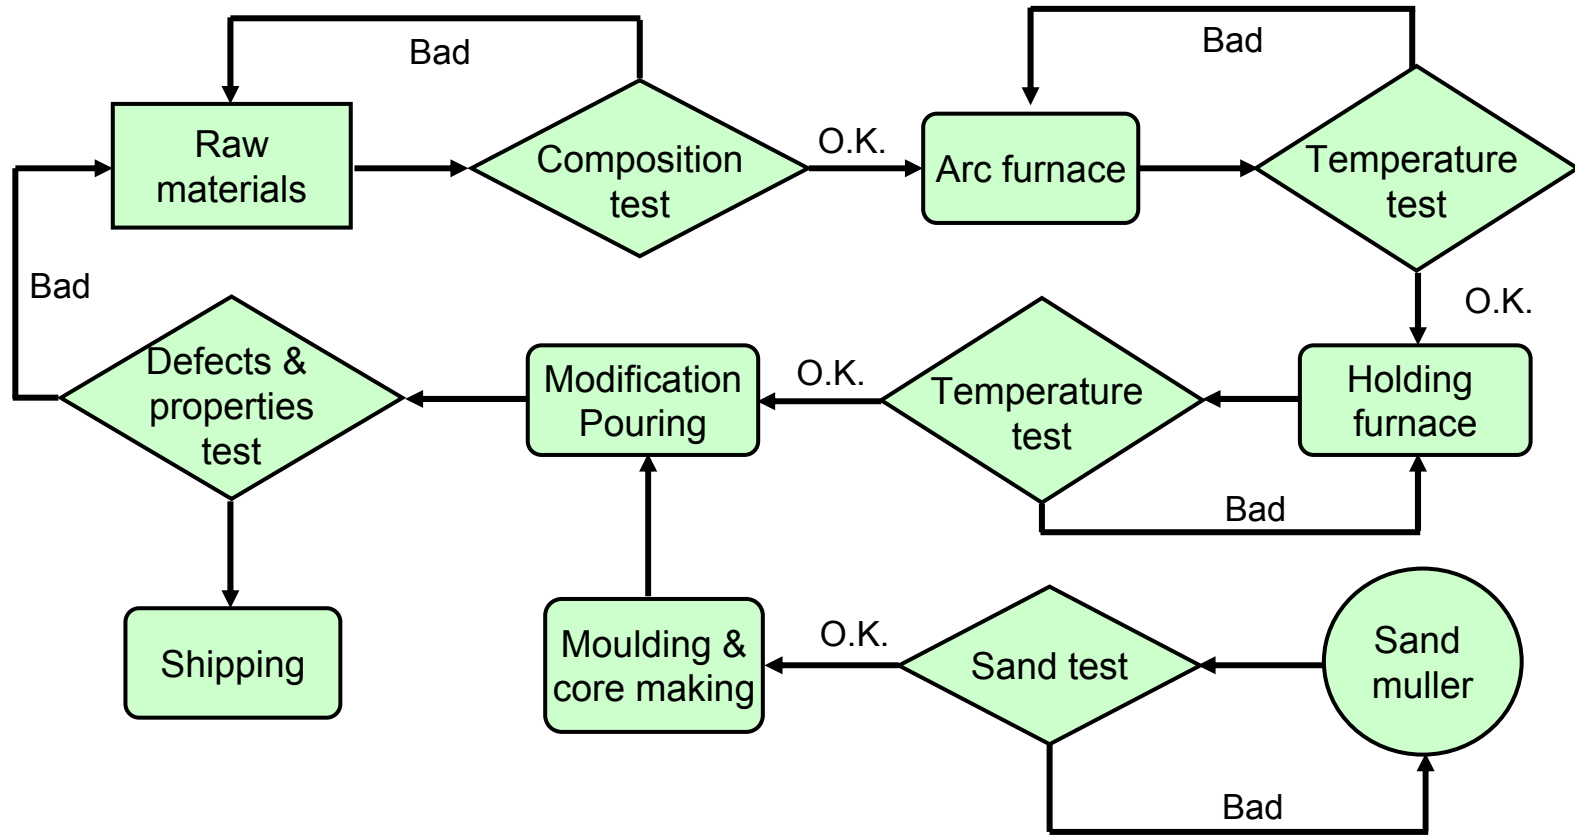 Bad
Bad
Raw
materials
Composition
test
O.K.
Arc furnace
Temperature
test
Bad
O.K.
Defects &
properties
test
Modification
Pouring
O.K.
Temperature
test
Holding
furnace
Bad
Shipping
Moulding &
core making
O.K.
Sand test
Sand
muller
Bad